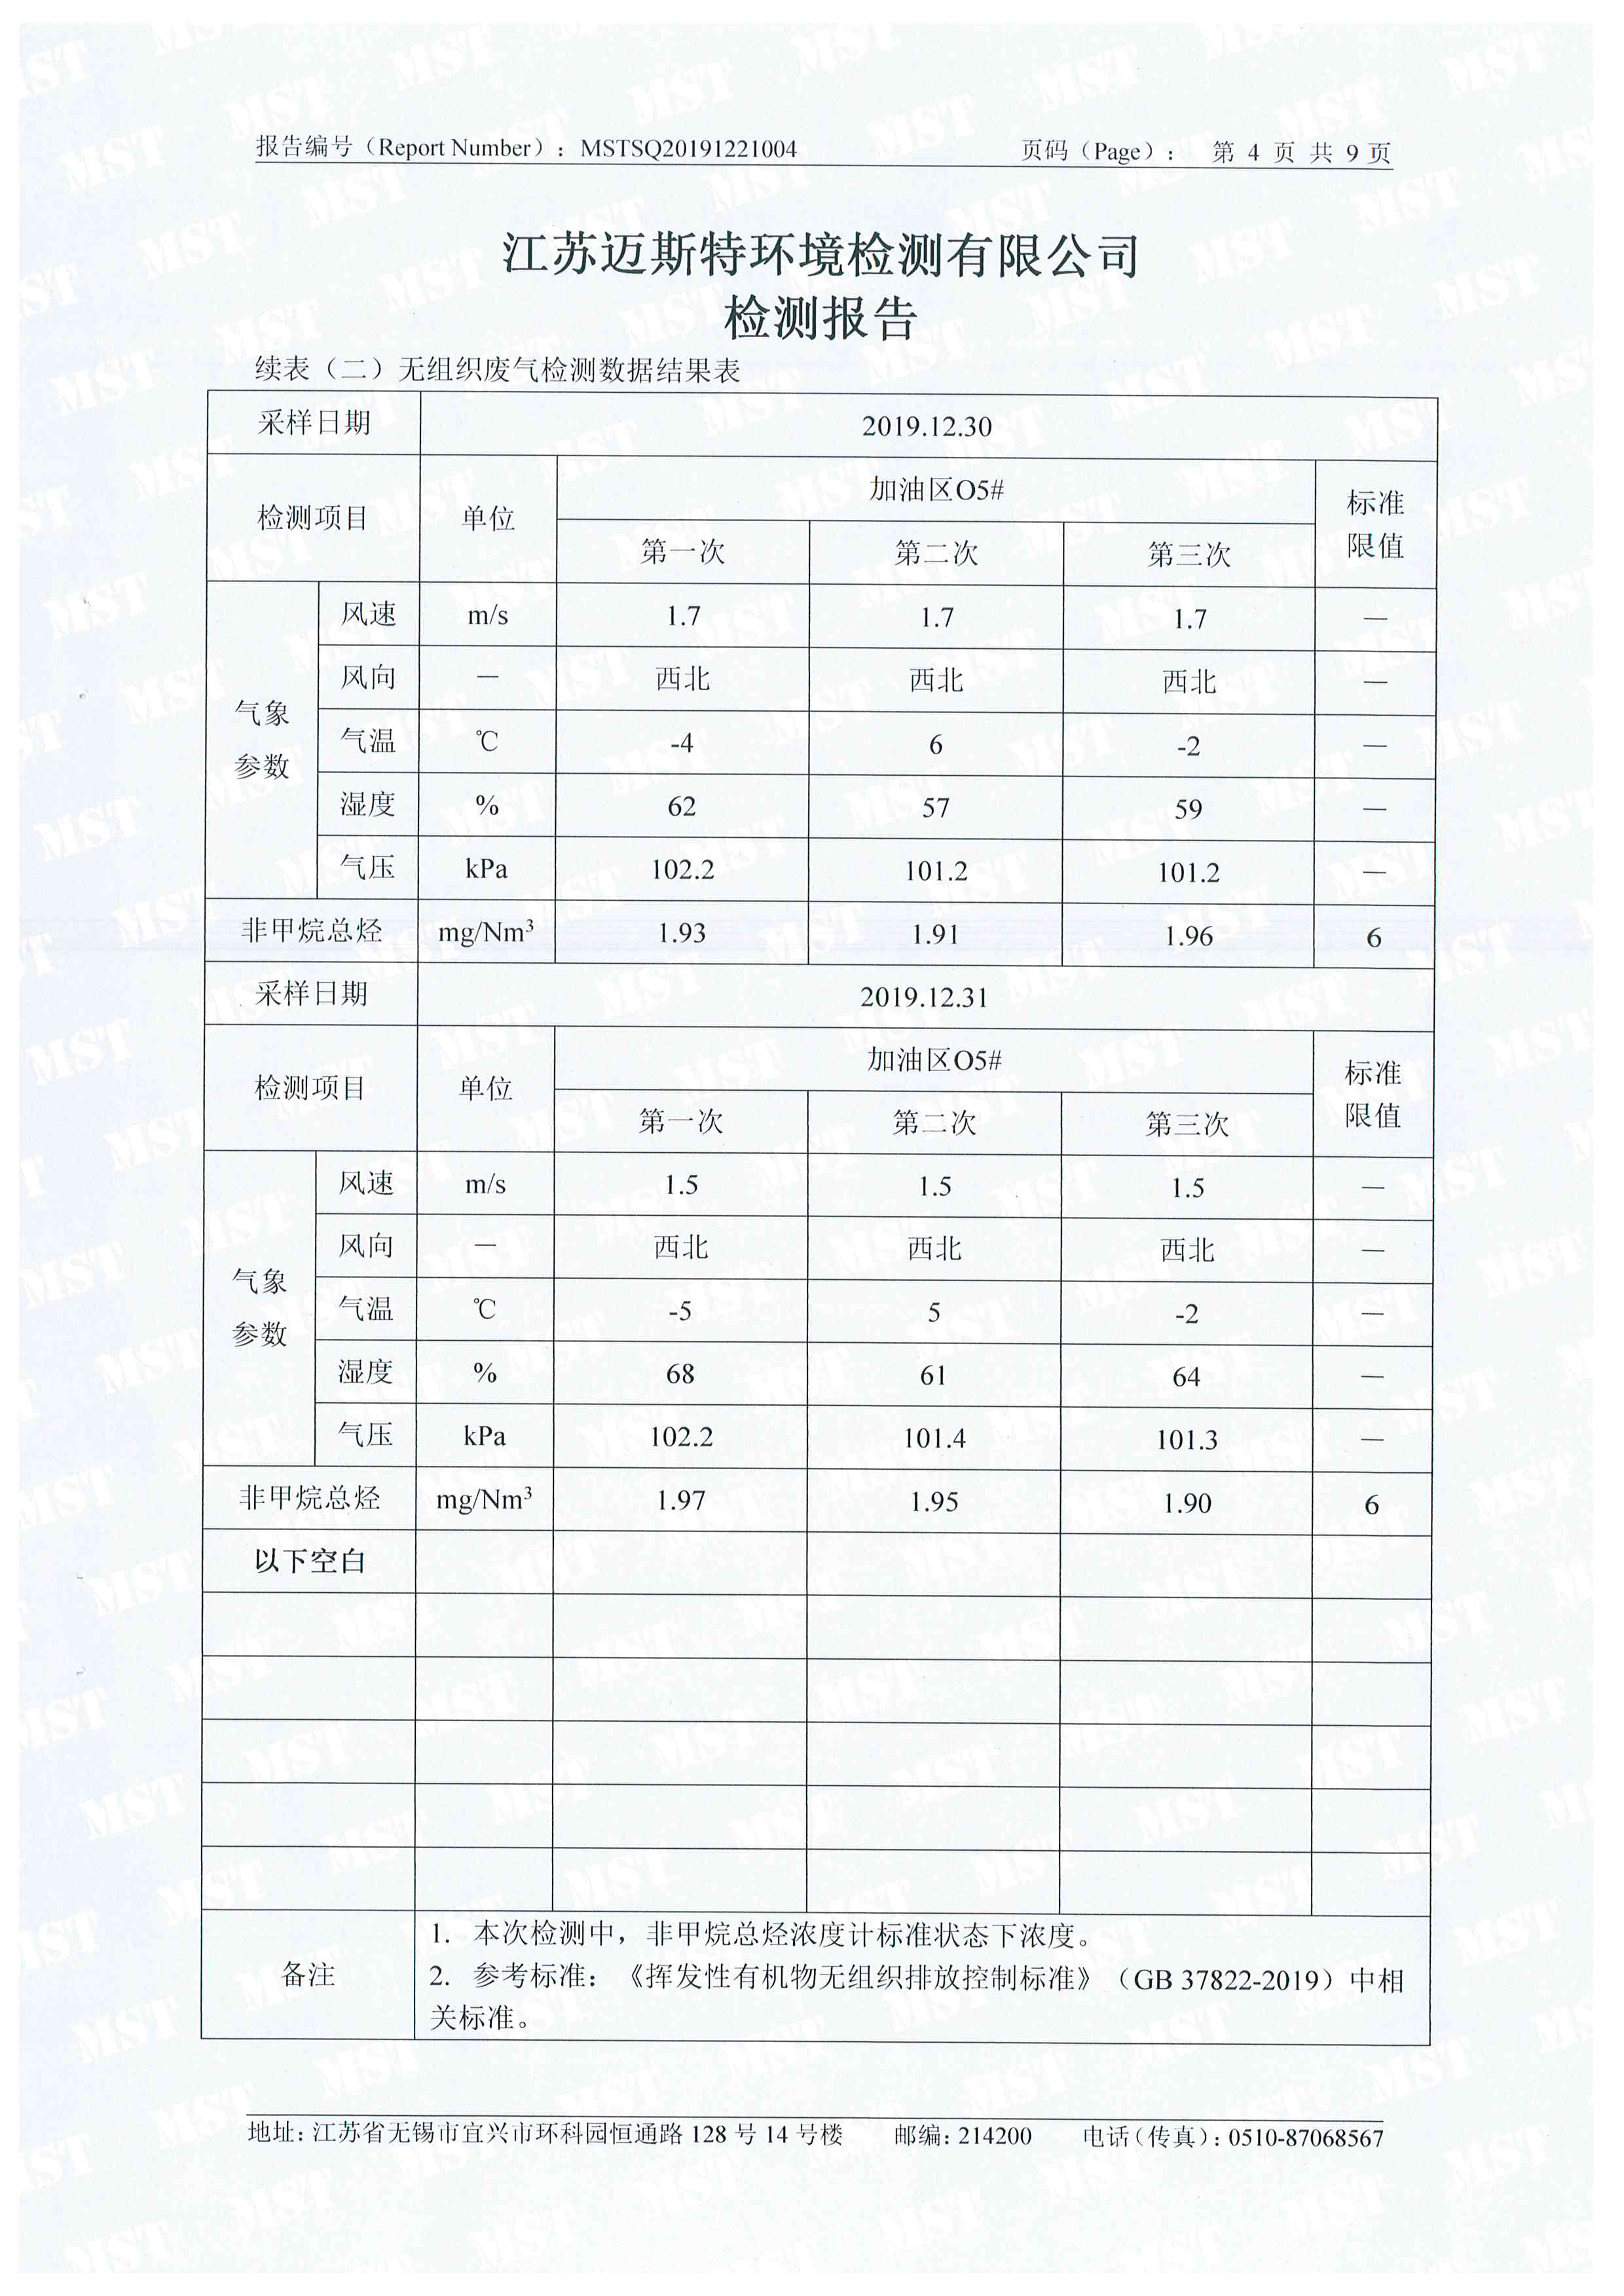 报告编号（Report Number）：MSTSQ20191221004 页码（Page）： 第 4 页 共 9 页
江苏迈斯特环境检测有限公司
检测报告
续表（二）无组织废气检测数据结果表
采样日期 2019.12.30
检测项目 单位 加油区O5# 标准限值
第一次 第二次 第三次
气象参数
风速 m/s 1.7 1.7 1.7 —
风向 — 西北 西北 西北 —
气温 ℃ -4 6 -2 —
湿度 % 62 57 59 —
气压 kPa 102.2 101.2 101.2 —
非甲烷总烃 mg/Nm³ 1.93 1.91 1.96 6
采样日期 2019.12.31
检测项目 单位 加油区O5# 标准限值
第一次 第二次 第三次
气象参数
风速 m/s 1.5 1.5 1.5 —
风向 — 西北 西北 西北 —
气温 ℃ -5 5 -2 —
湿度 % 68 61 64 —
气压 kPa 102.2 101.4 101.3 —
非甲烷总烃 mg/Nm³ 1.97 1.95 1.90 6
以下空白
备注
1. 本次检测中，非甲烷总烃浓度计标准状态下浓度。
2. 参考标准：《挥发性有机物无组织排放控制标准》（GB 37822-2019）中相
关标准。
地址：江苏省无锡市宜兴市环科园恒通路 128 号 14 号楼 邮编：214200 电话（传真）：0510-87068567